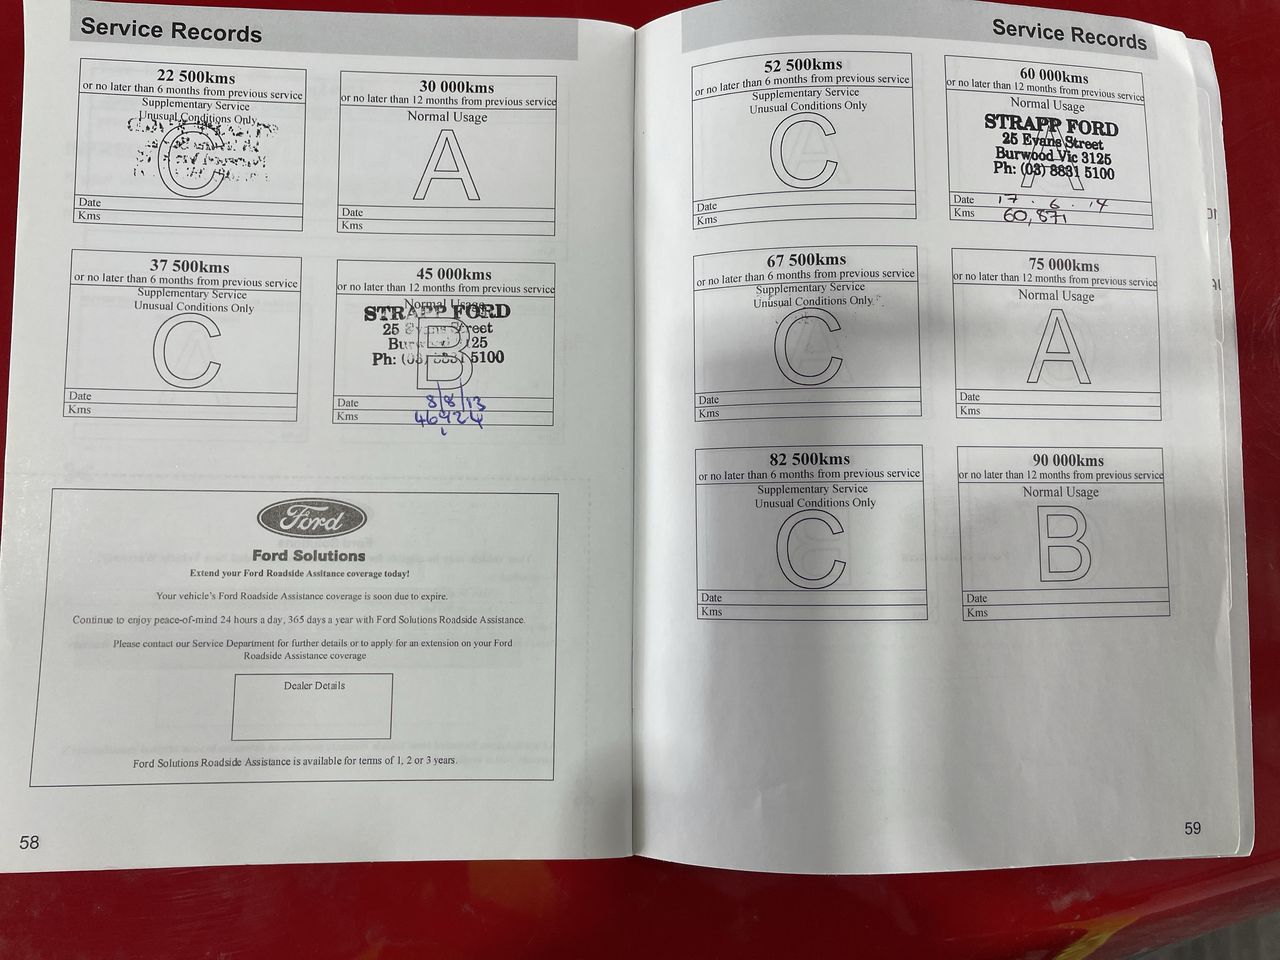 Service Records
22 500kms
or no later than 6 months from previous service
Supplementary Service
Unusual Conditions Only
C
Date
Kms
30 000kms
or no later than 12 months from previous service
Normal Usage
A
Date
Kms
37 500kms
or no later than 6 months from previous service
Supplementary Service
Unusual Conditions Only
C
Date
Kms
45 000kms
or no later than 12 months from previous service
Normal Usage
STRAPP FORD
25 Evans Street
Burwood 3125
Ph: (03) 8831 5100
B
Date 8/8/13
Kms 46,924
Ford
Ford Solutions
Extend your Ford Roadside Assitance coverage today!
Your vehicle's Ford Roadside Assistance coverage is soon due to expire.
Continue to enjoy peace-of-mind 24 hours a day, 365 days a year with Ford Solutions Roadside Assistance.
Please contact our Service Department for further details or to apply for an extension on your Ford
Roadside Assistance coverage
Dealer Details
Ford Solutions Roadside Assistance is available for terms of 1, 2 or 3 years.
58
Service Records
52 500kms
or no later than 6 months from previous service
Supplementary Service
Unusual Conditions Only
C
Date
Kms
60 000kms
or no later than 12 months from previous service
Normal Usage
STRAPP FORD
25 Evans Street
Burwood Vic 3125
Ph: (03) 8831 5100
A
Date 17 . 6 . 14
Kms 60,871
67 500kms
or no later than 6 months from previous service
Supplementary Service
Unusual Conditions Only
C
Date
Kms
75 000kms
or no later than 12 months from previous service
Normal Usage
A
Date
Kms
82 500kms
or no later than 6 months from previous service
Supplementary Service
Unusual Conditions Only
C
Date
Kms
90 000kms
or no later than 12 months from previous service
Normal Usage
B
Date
Kms
59